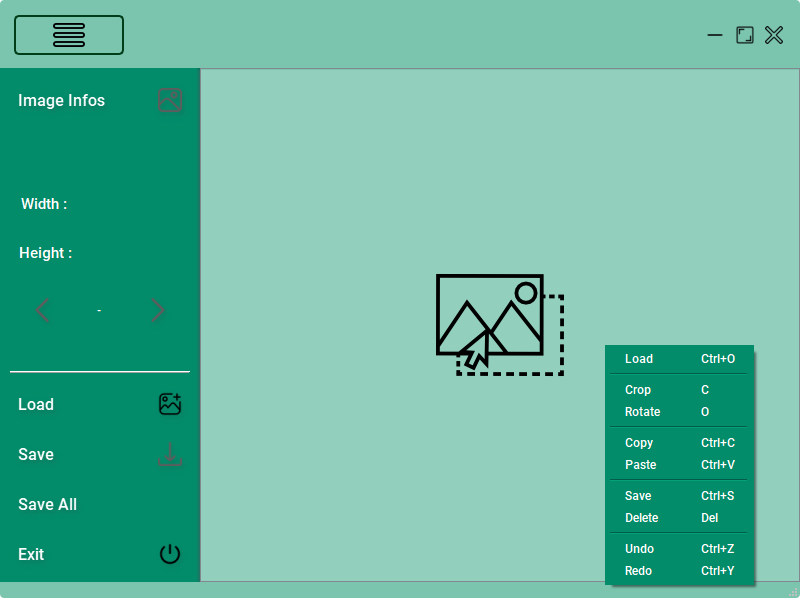 Image Infos
Width :
Height :
-
Load
Save
Save All
Exit
Load Ctrl+O
Crop C
Rotate O
Copy Ctrl+C
Paste Ctrl+V
Save Ctrl+S
Delete Del
Undo Ctrl+Z
Redo Ctrl+Y